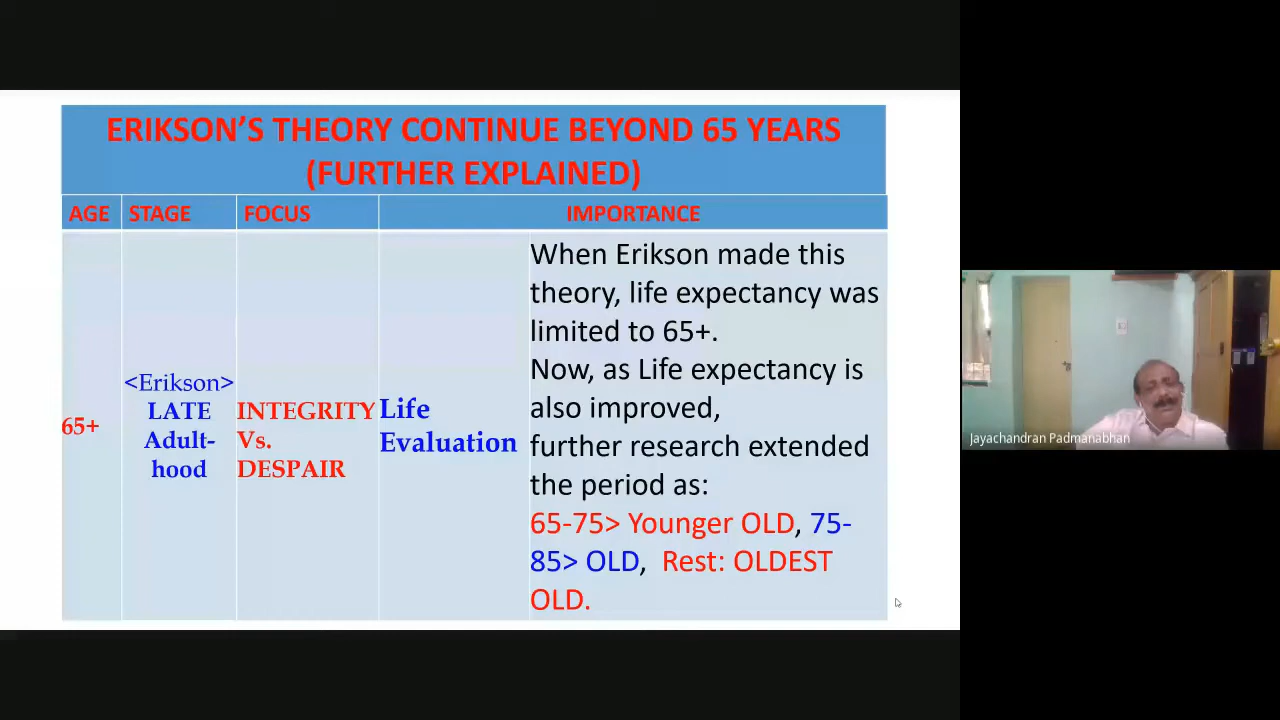 ERIKSON'S THEORY CONTINUE BEYOND 65 YEARS
(FURTHER EXPLAINED)
AGE STAGE FOCUS IMPORTANCE
65+
<Erikson>
LATE
Adult-
hood
INTEGRITY
Vs.
DESPAIR
Life
Evaluation
When Erikson made this
theory, life expectancy was
limited to 65+.
Now, as Life expectancy is
also improved,
further research extended
the period as:
65-75> Younger OLD, 75-
85> OLD, Rest: OLDEST
OLD.
Jayachandran Padmanabhan